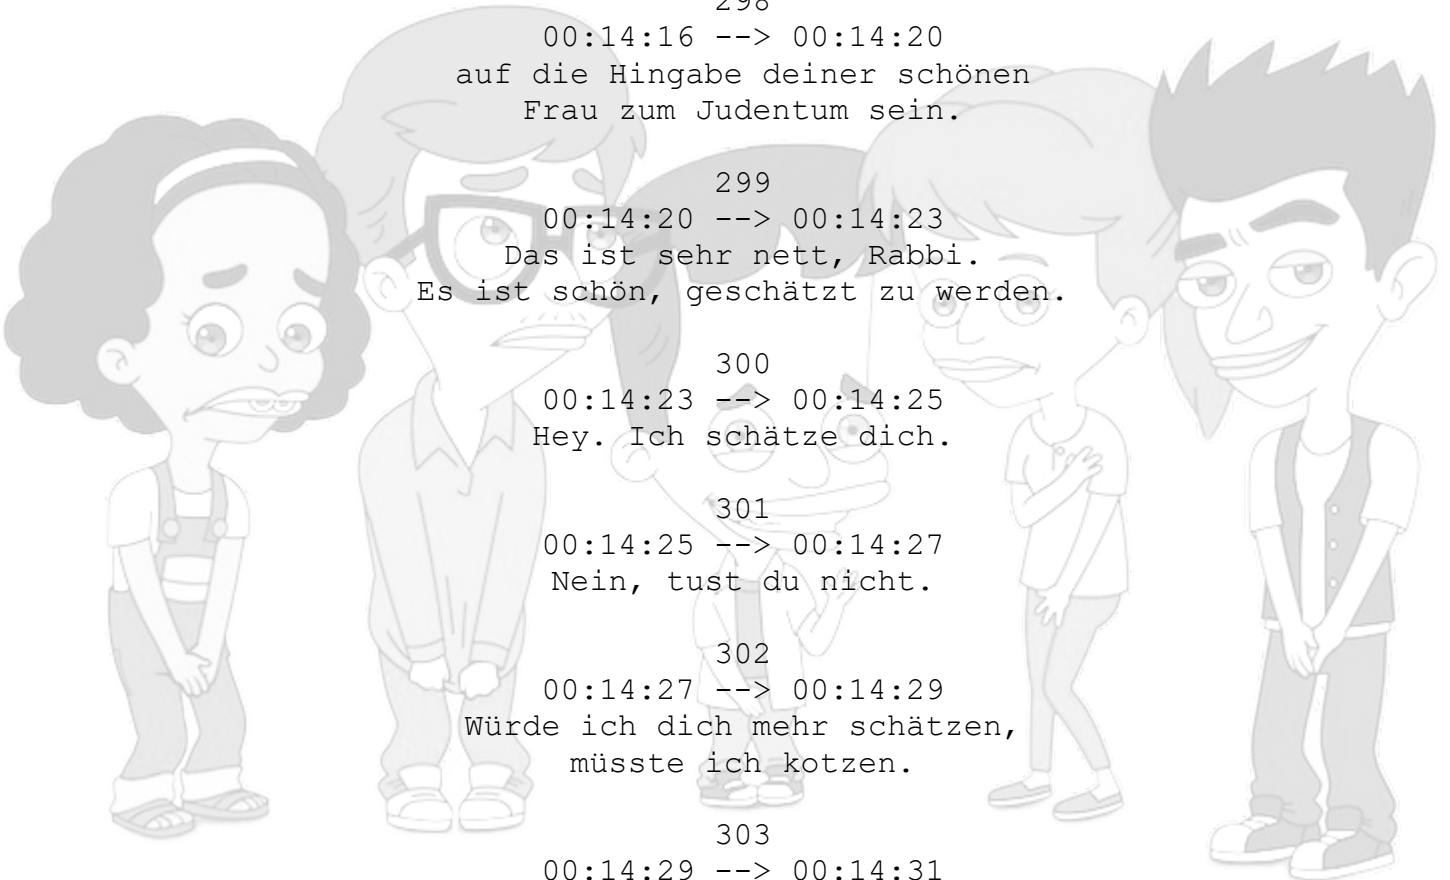 298
00:14:16 --> 00:14:20
auf die Hingabe deiner schönen
Frau zum Judentum sein.
299
00:14:20 --> 00:14:23
Das ist sehr nett, Rabbi.
Es ist schön, geschätzt zu werden.
300
00:14:23 --> 00:14:25
Hey. Ich schätze dich.
301
00:14:25 --> 00:14:27
Nein, tust du nicht.
302
00:14:27 --> 00:14:29
Würde ich dich mehr schätzen,
müsste ich kotzen.
303
00:14:29 --> 00:14:31